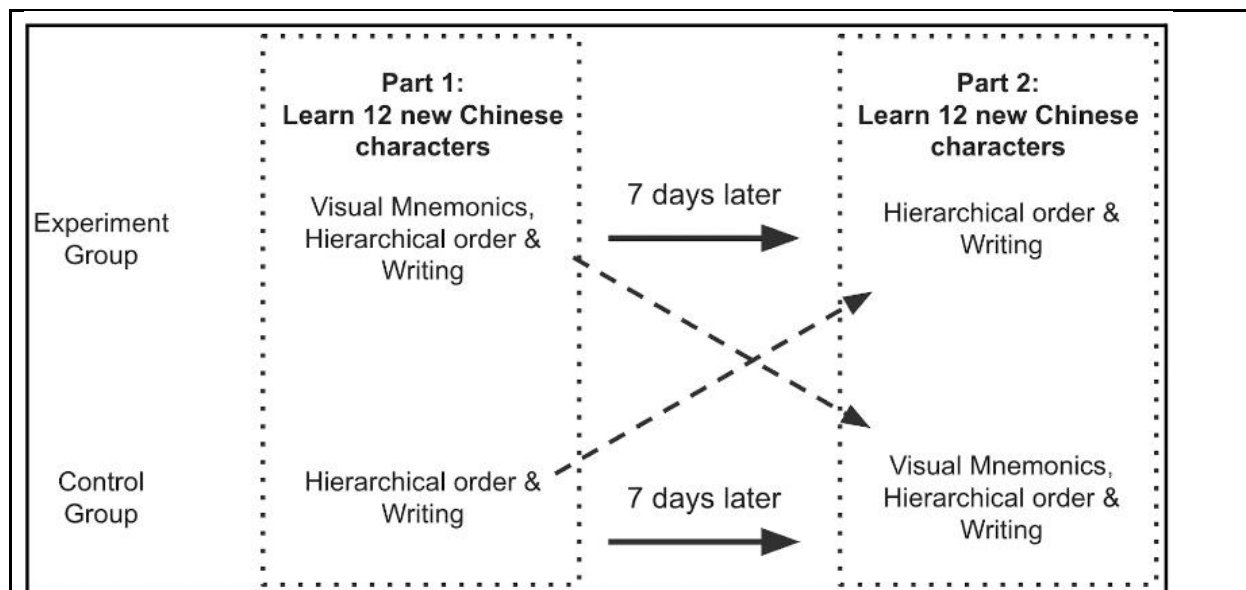 Part 1:
Learn 12 new Chinese
characters
Part 2:
Learn 12 new Chinese
characters
Experiment
Group
Visual Mnemonics,
Hierarchical order &
Writing
7 days later
Hierarchical order &
Writing
Control
Group
Hierarchical order &
Writing
7 days later
Visual Mnemonics,
Hierarchical order &
Writing